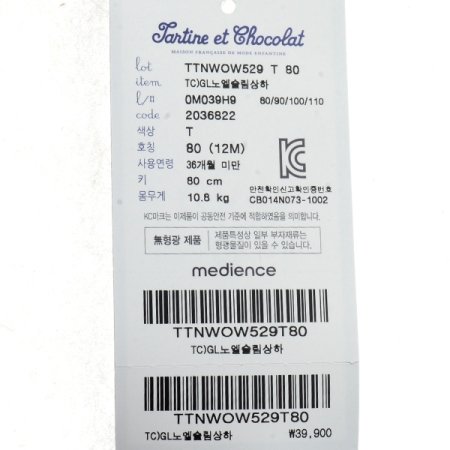 Tartine et Chocolat
MAISON FRANÇAISE DE MODE ENFANTINE
lot TTNWOW529 T 80
item TC)GL노엘슬림상하
l/# 0M039H9 80/90/100/110
code 2036822
색상 T
호칭 80 (12M)
사용연령 36개월 미만
키 80 cm
몸무게 10.8 kg
안전확인신고확인증번호
CB014N073-1002
KC마크는 이제품이 공통안전 기준에 적합하였음을 의미합니다.
無형광 제품 제품특성상 일부 부자재류는
형광물질이 있을 수 있습니다.
medience
TTNWOW529T80
TC)GL노엘슬림상하
TTNWOW529T80
TC)GL노엘슬림상하 ₩39,900